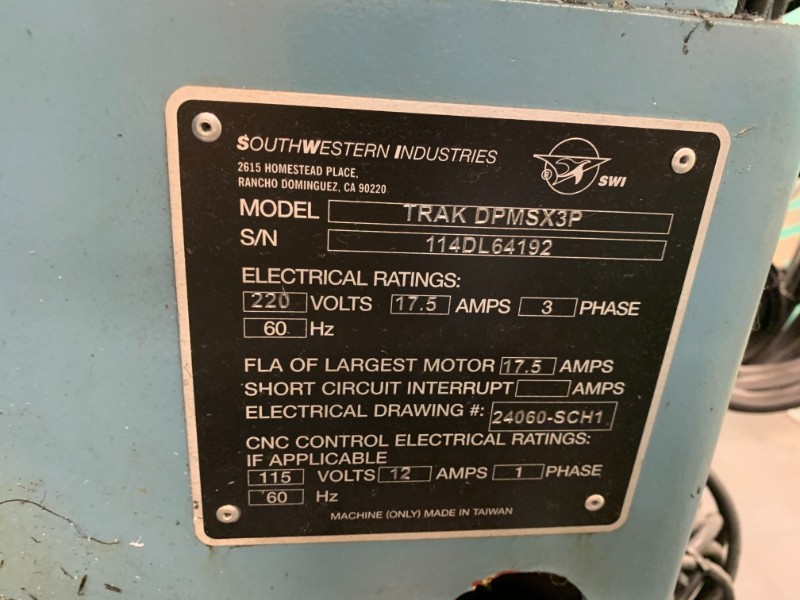 SOUTHWESTERN INDUSTRIES
2615 HOMESTEAD PLACE,
RANCHO DOMINGUEZ, CA 90220
SWI
MODEL TRAK DPMSX3P
S/N 114DL64192
ELECTRICAL RATINGS:
220 VOLTS 17.5 AMPS 3 PHASE
60 Hz
FLA OF LARGEST MOTOR 17.5 AMPS
SHORT CIRCUIT INTERRUPT AMPS
ELECTRICAL DRAWING #: 24060-SCH1
CNC CONTROL ELECTRICAL RATINGS:
IF APPLICABLE
115 VOLTS 12 AMPS 1 PHASE
60 Hz
MACHINE (ONLY) MADE IN TAIWAN